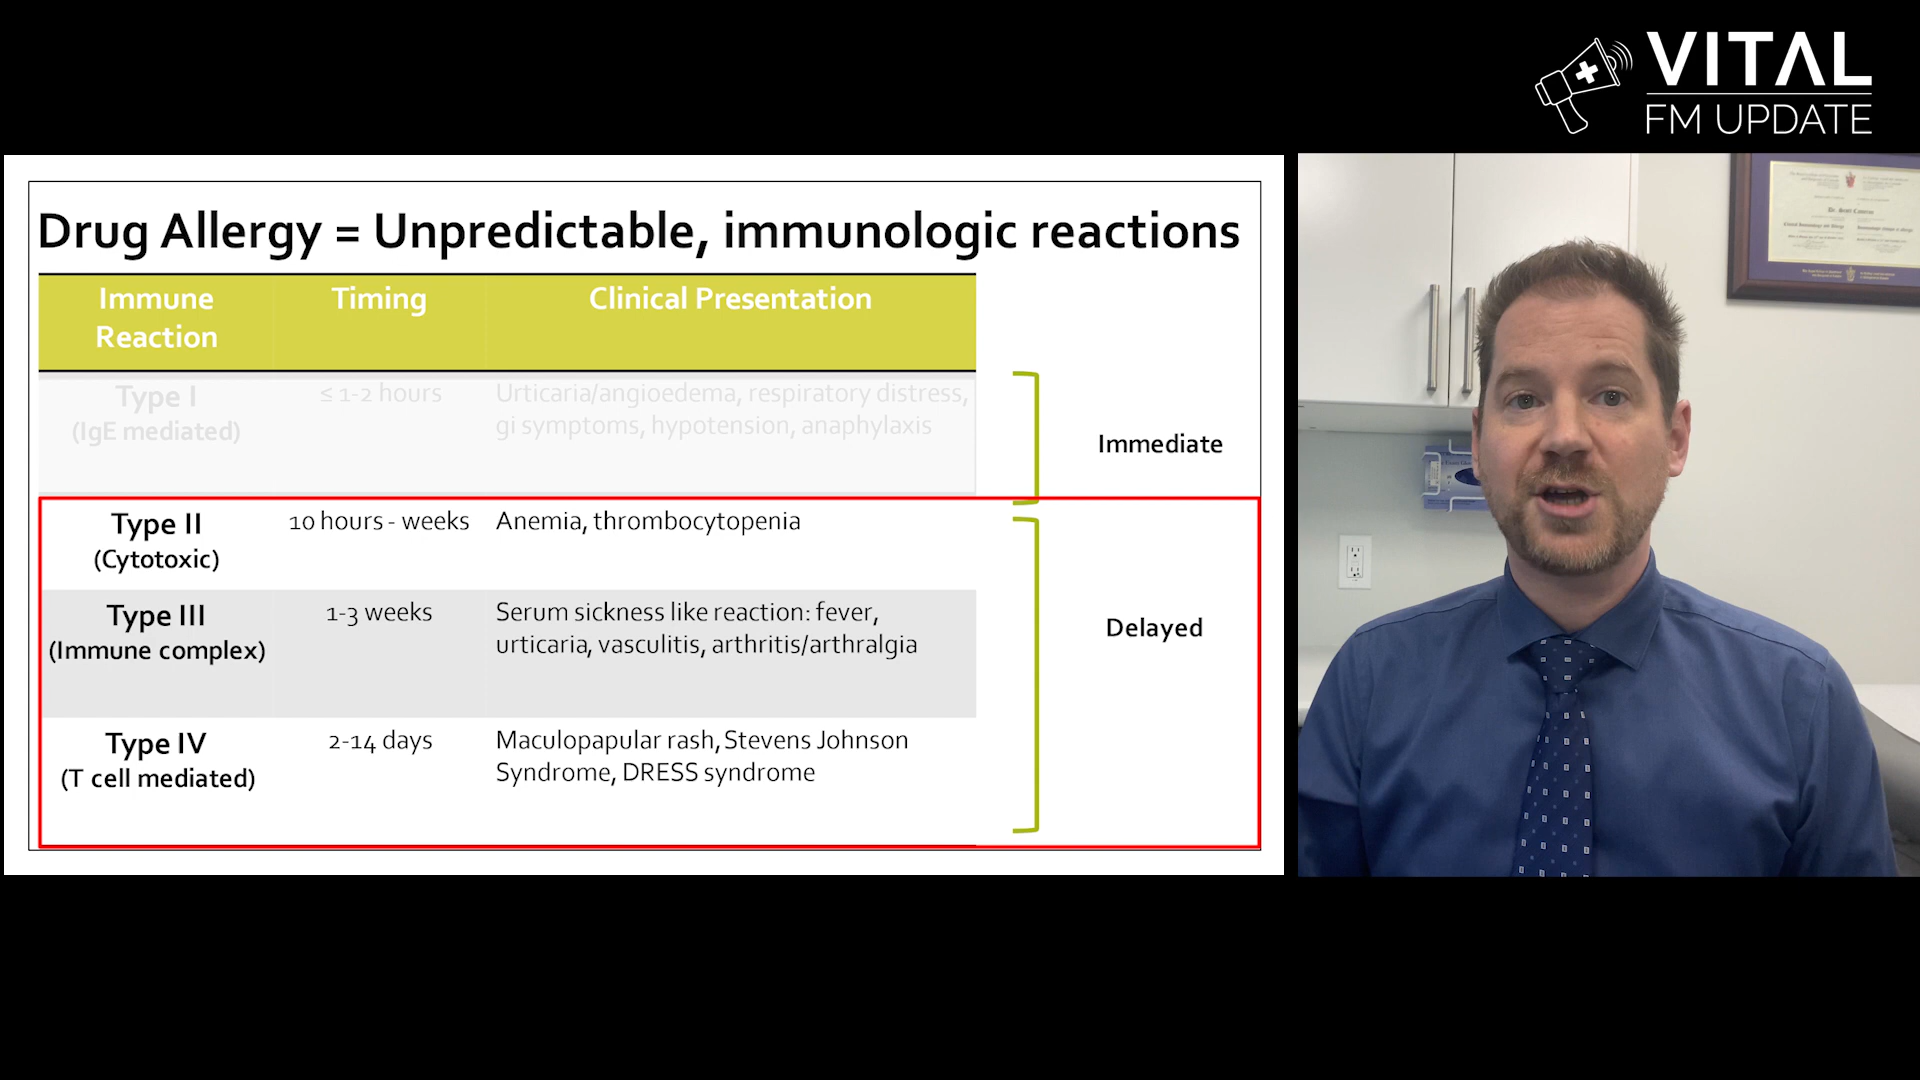 VITAL
FM UPDATE
Drug Allergy = Unpredictable, immunologic reactions
Immune
Reaction
Timing
Clinical Presentation
Type I
(IgE mediated)
≤ 1-2 hours
Urticaria/angioedema, respiratory distress,
gi symptoms, hypotension, anaphylaxis
Immediate
Type II
(Cytotoxic)
10 hours - weeks
Anemia, thrombocytopenia
Type III
(Immune complex)
1-3 weeks
Serum sickness like reaction: fever,
urticaria, vasculitis, arthritis/arthralgia
Delayed
Type IV
(T cell mediated)
2-14 days
Maculopapular rash, Stevens Johnson
Syndrome, DRESS syndrome